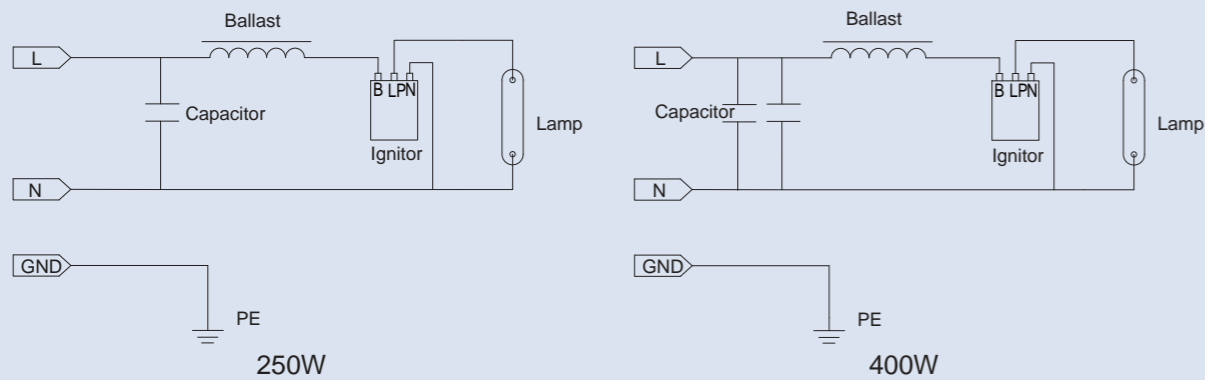 Ballast
L
B LPN
Capacitor
Lamp
Ignitor
N
GND
PE
250W
Ballast
L
B LPN
Capacitor
Lamp
Ignitor
N
GND
PE
400W